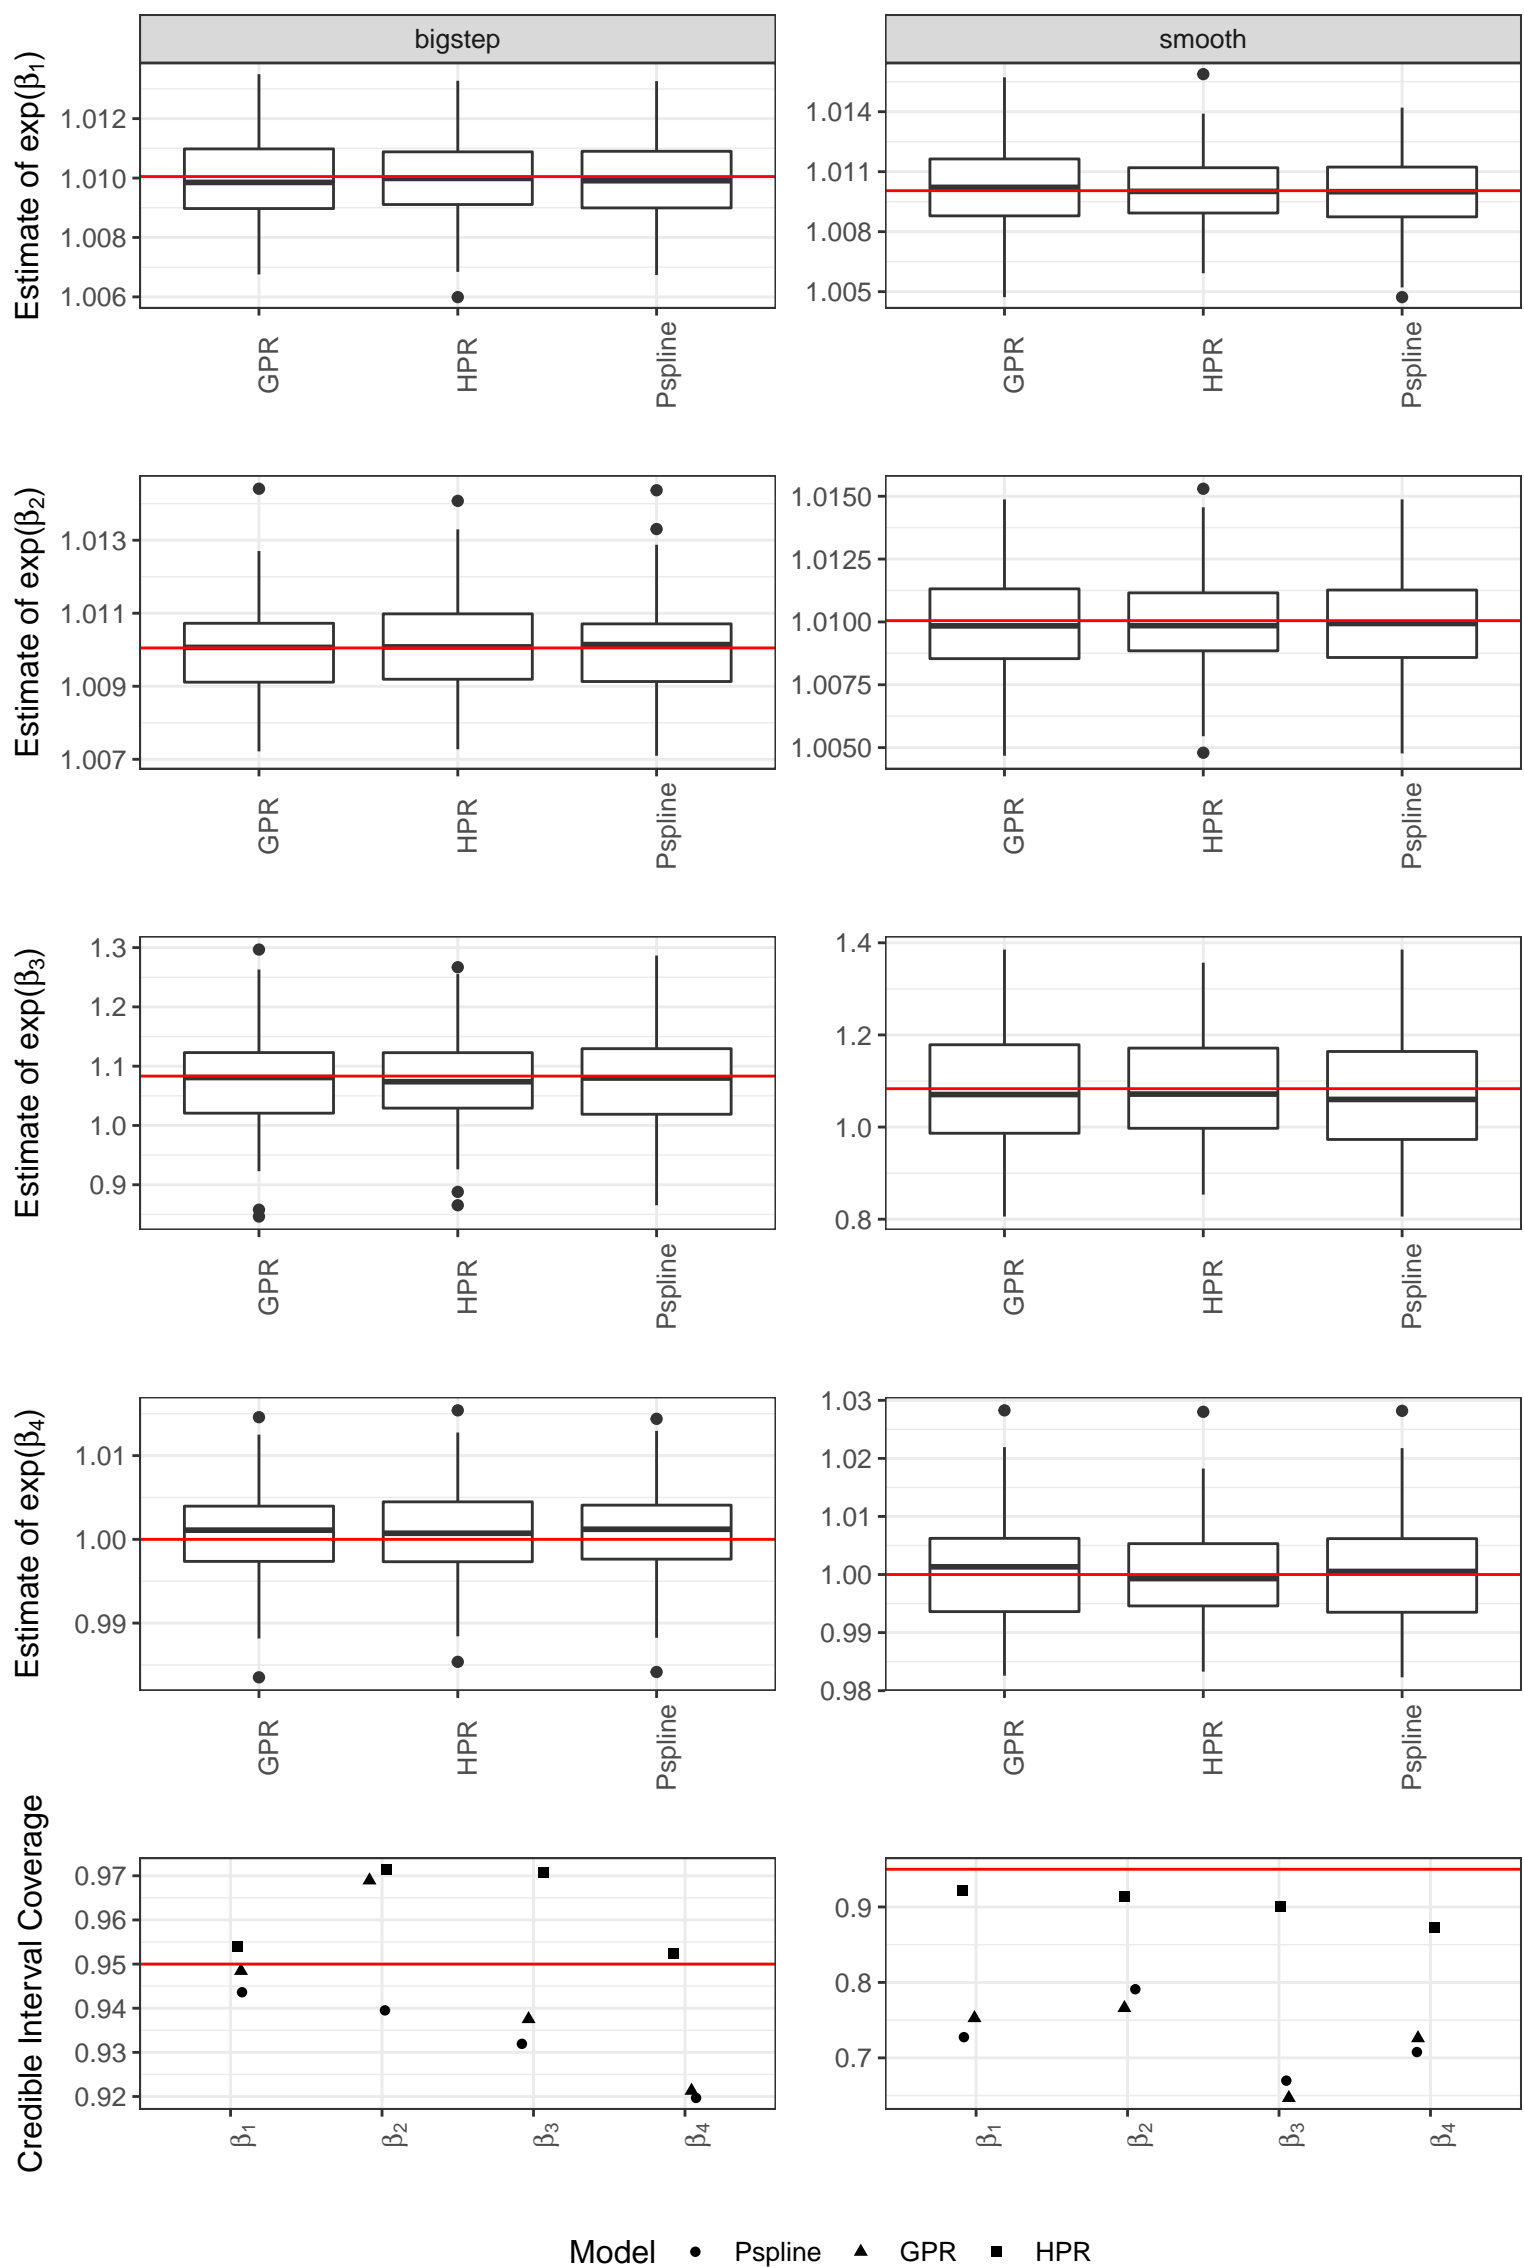 bigstep
smooth
Estimate of exp(β1)
1.012
1.010
1.008
1.006
1.014
1.011
1.008
1.005
GPR
HPR
Pspline
GPR
HPR
Pspline
Estimate of exp(β2)
1.013
1.011
1.009
1.007
1.0150
1.0125
1.0100
1.0075
1.0050
GPR
HPR
Pspline
GPR
HPR
Pspline
Estimate of exp(β3)
1.3
1.2
1.1
1.0
0.9
1.4
1.2
1.0
0.8
GPR
HPR
Pspline
GPR
HPR
Pspline
Estimate of exp(β4)
1.01
1.00
0.99
1.03
1.02
1.01
1.00
0.99
0.98
GPR
HPR
Pspline
GPR
HPR
Pspline
Credible Interval Coverage
0.97
0.96
0.95
0.94
0.93
0.92
0.9
0.8
0.7
β1
β2
β3
β4
β1
β2
β3
β4
Model Pspline GPR HPR